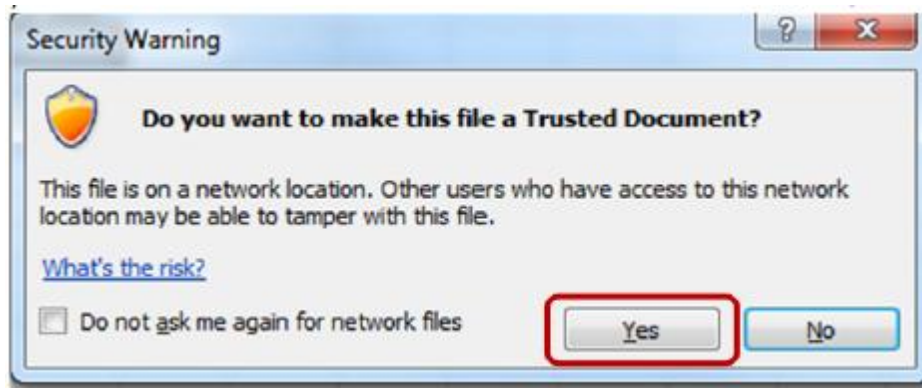 Security Warning
Do you want to make this file a Trusted Document?
This file is on a network location. Other users who have access to this network
location may be able to tamper with this file.
What's the risk?
Do not ask me again for network files
Yes
No